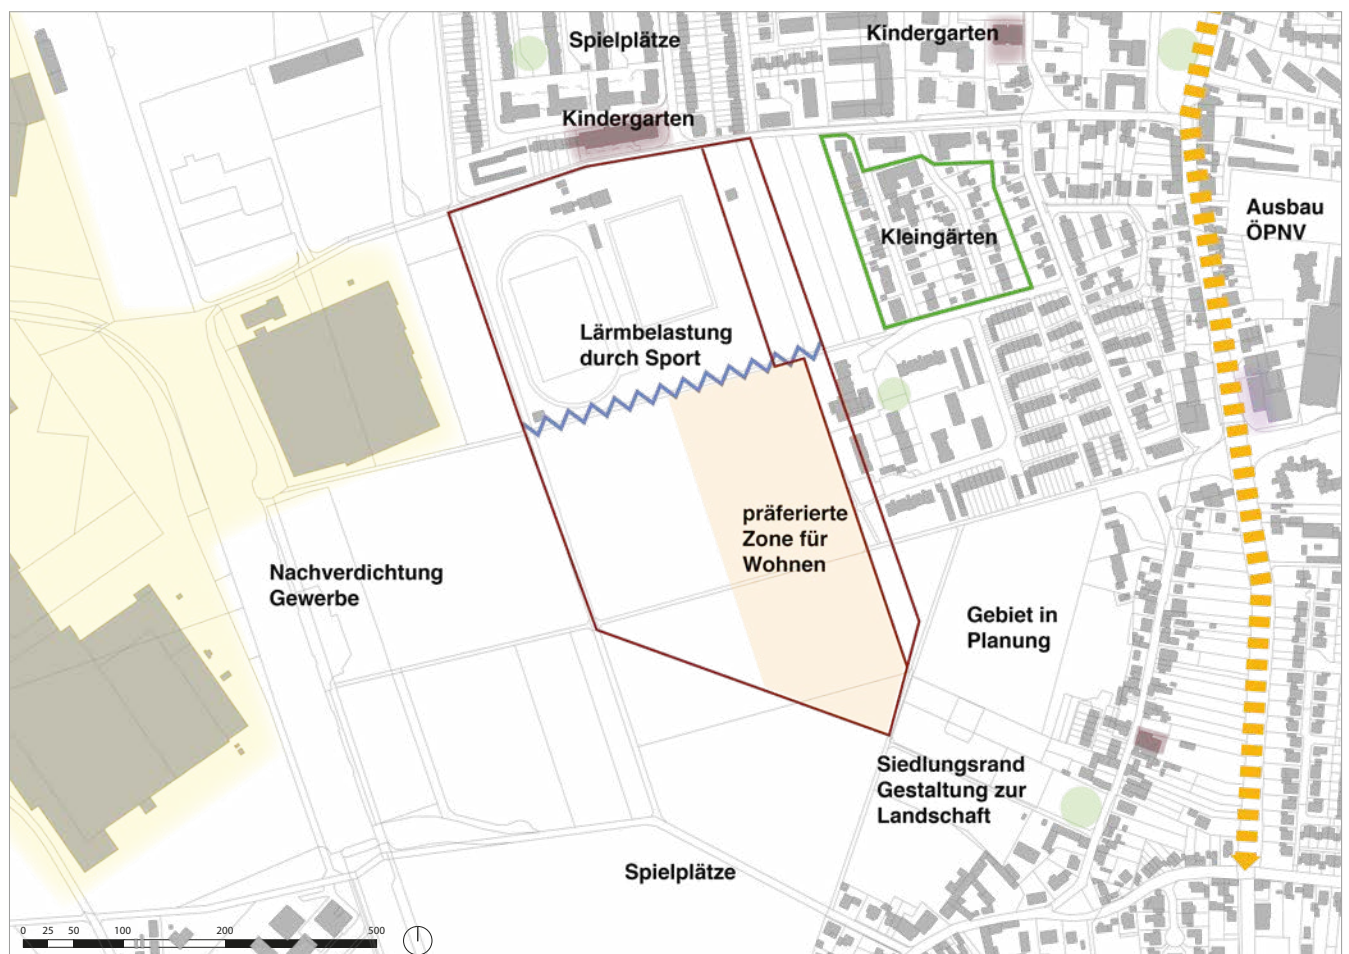 Spielplätze
Kindergarten
Kindergarten
Kleingärten
Ausbau
ÖPNV
Lärmbelastung
durch Sport
präferierte
Zone für
Wohnen
Nachverdichtung
Gewerbe
Gebiet in
Planung
Siedlungsrand
Gestaltung zur
Landschaft
Spielplätze
0 25 50 100 200 500